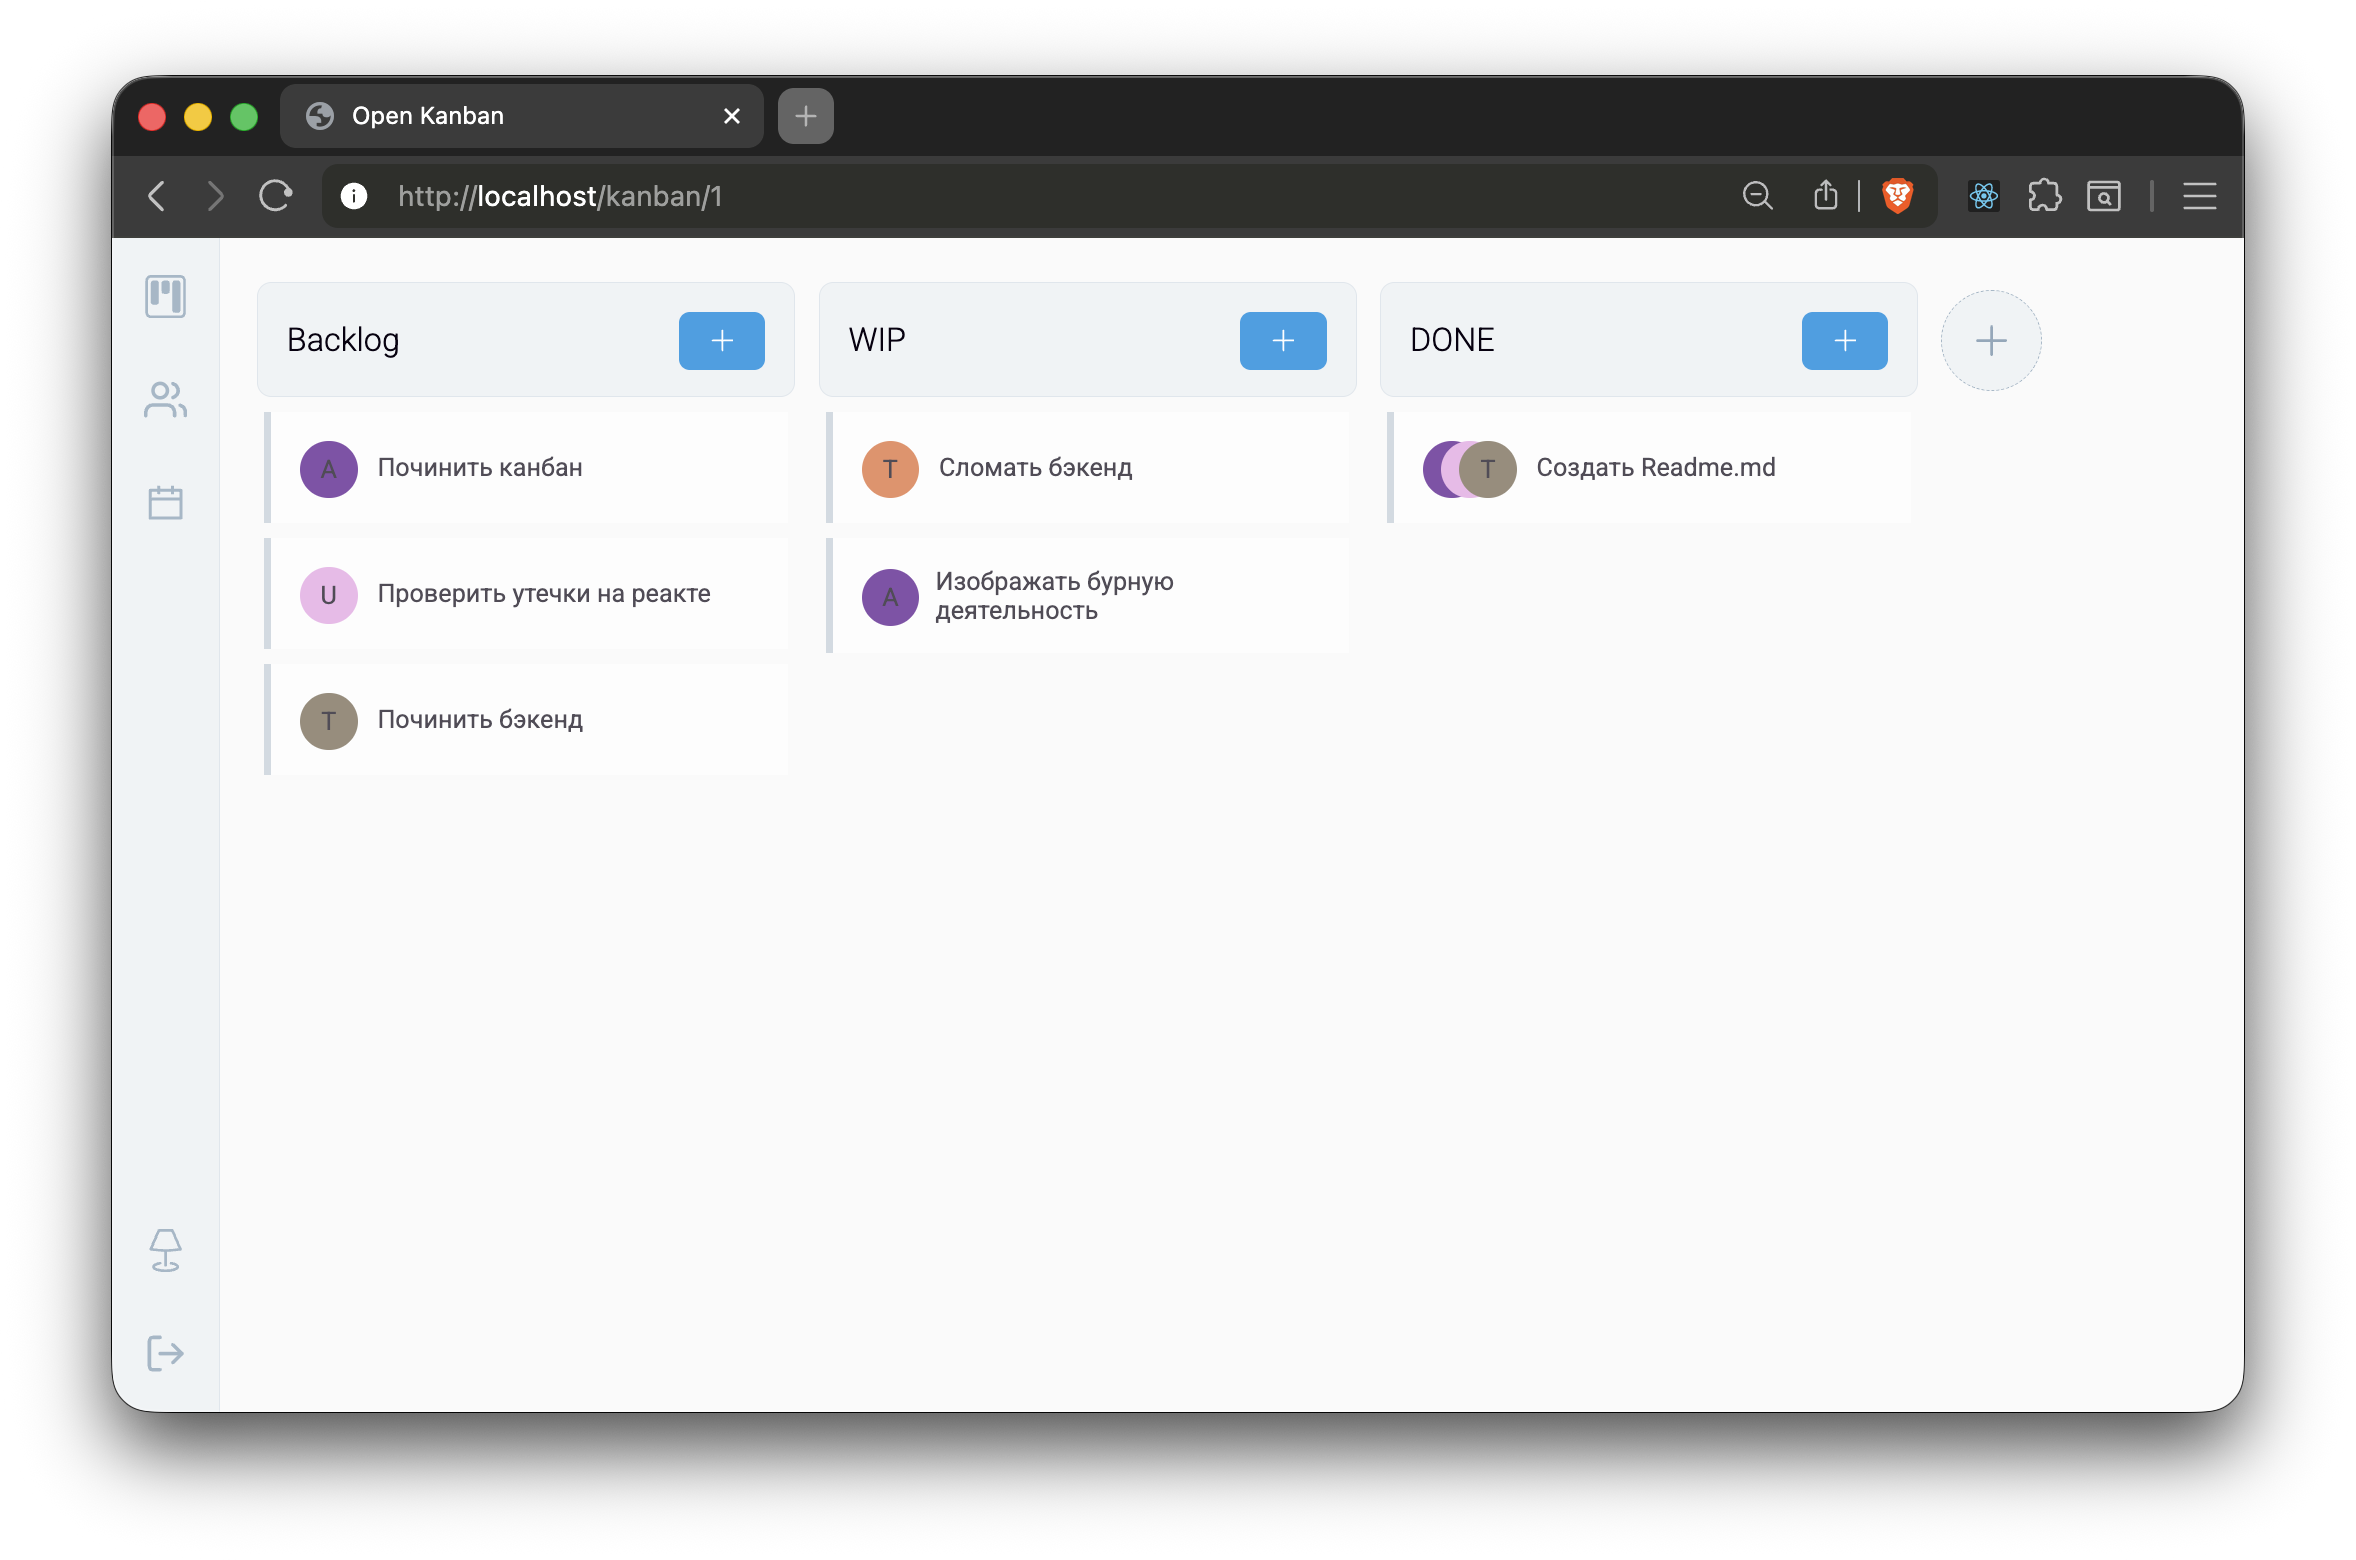 Open Kanban
http://localhost/kanban/1
Backlog
WIP
DONE
A Починить канбан
T Сломать бэкенд
T Создать Readme.md
U Проверить утечки на реакте
A Изображать бурную
деятельность
T Починить бэкенд